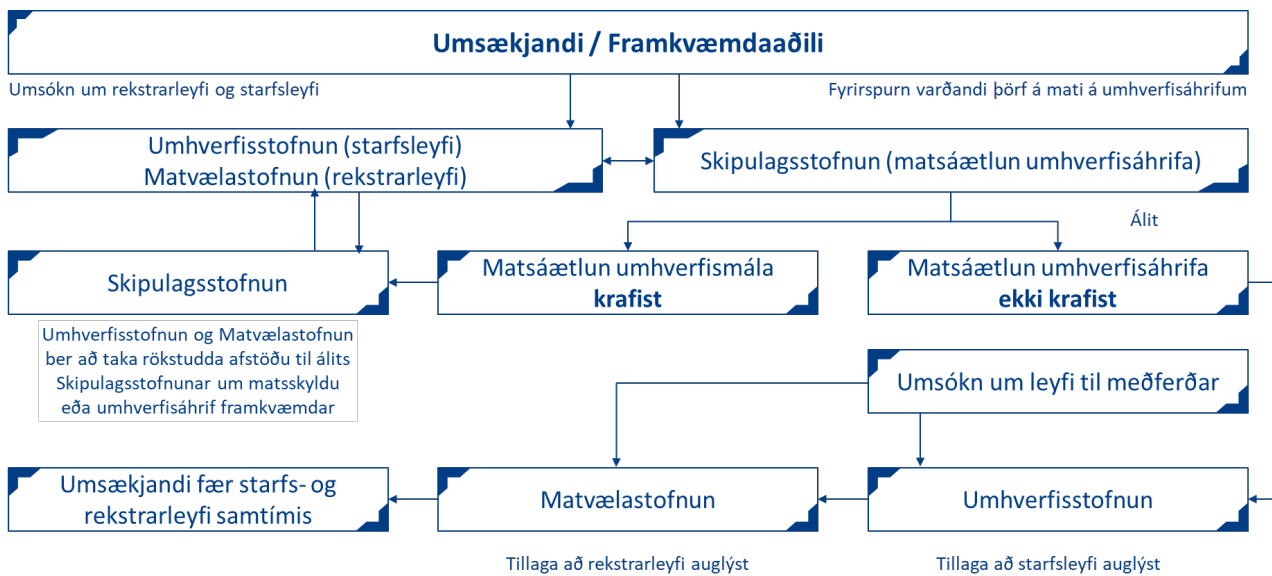 Umsækjandi / Framkvæmdaaðili
Umsókn um rekstrarleyfi og starfsleyfi
Fyrirspurn varðandi þörf á mati á umhverfisáhrifum
Umhverfisstofnun (starfsleyfi)
Matvælastofnun (rekstrarleyfi)
Skipulagsstofnun (matsáætlun umhverfisáhrifa)
Álit
Skipulagsstofnun
Matsáætlun umhverfismála
krafist
Matsáætlun umhverfisáhrifa
ekki krafist
Umhverfisstofnun og Matvælastofnun
ber að taka rökstudda afstöðu til álits
Skipulagsstofnunar um matsskyldu
eða umhverfisáhrif framkvæmdar
Umsókn um leyfi til meðferðar
Umsækjandi fær starfs- og
rekstrarleyfi samtímis
Matvælastofnun
Umhverfisstofnun
Tillaga að rekstrarleyfi auglýst
Tillaga að starfsleyfi auglýst